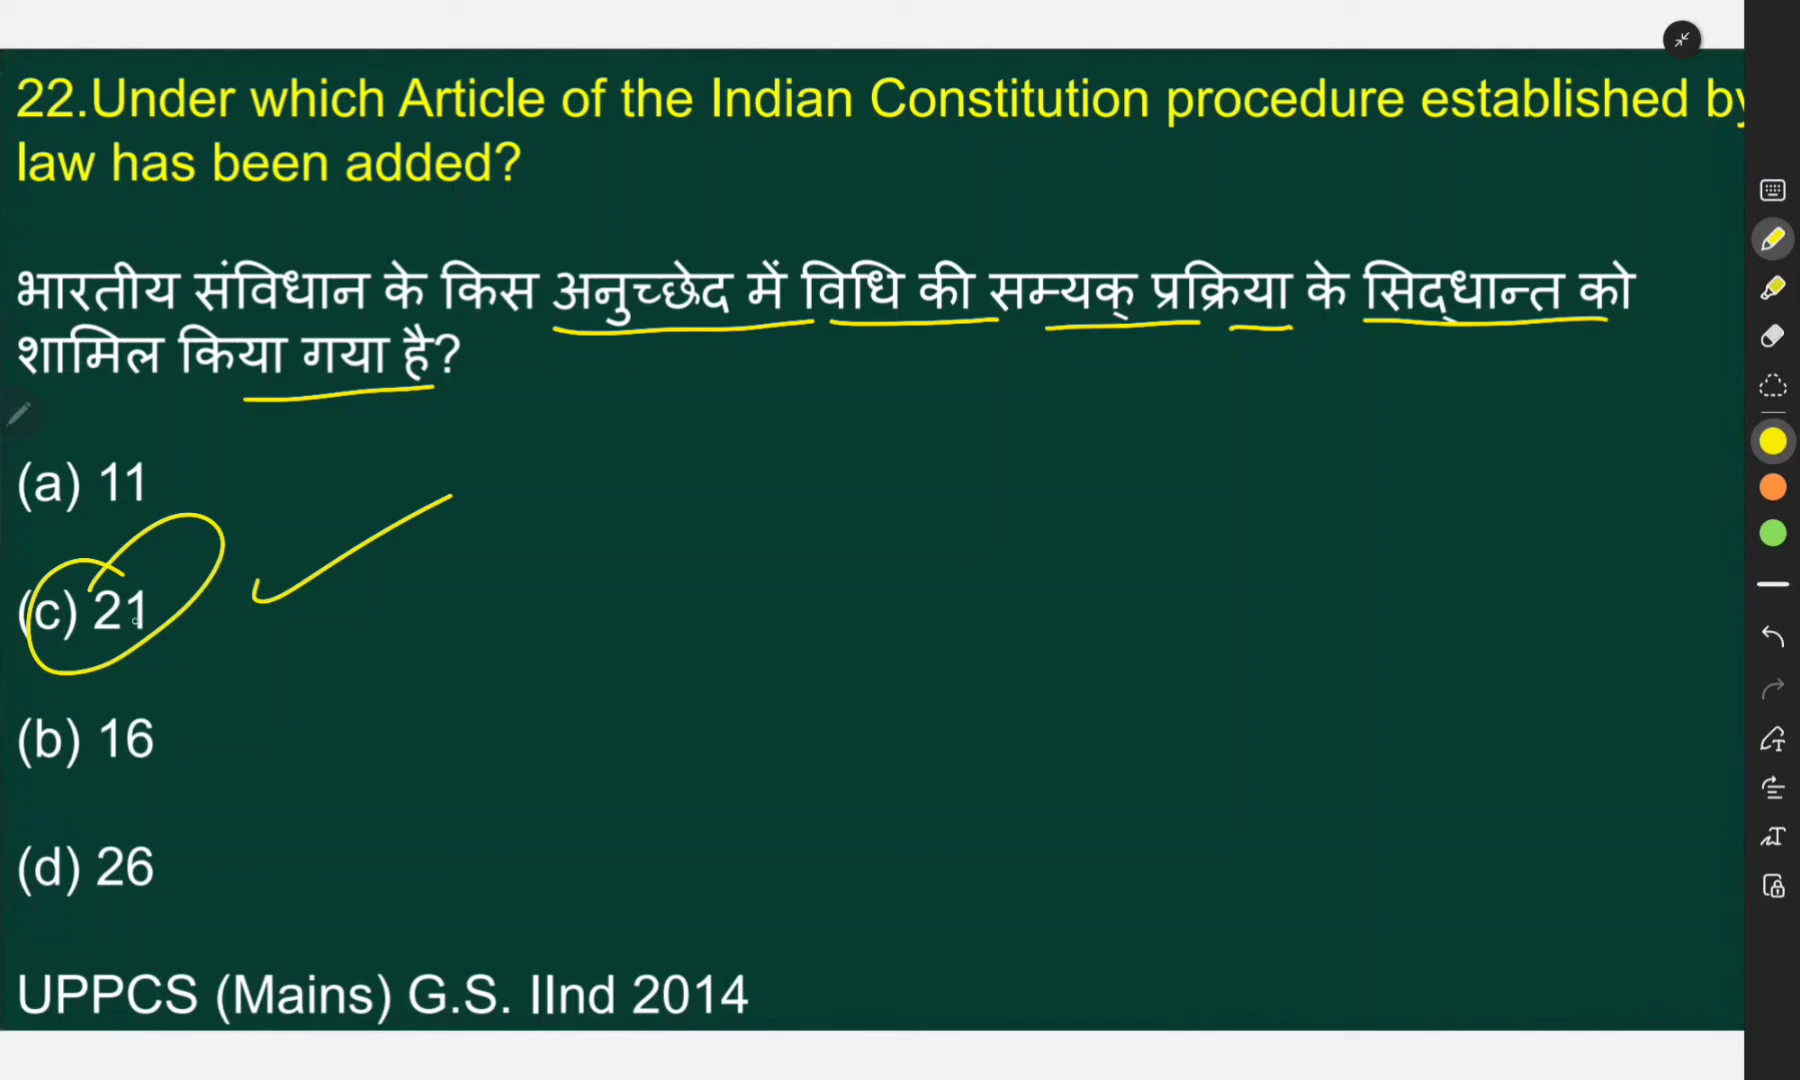 22.Under which Article of the Indian Constitution procedure established by
law has been added?
भारतीय संविधान के किस अनुच्छेद में विधि की सम्यक् प्रक्रिया के सिद्धान्त को
शामिल किया गया है?
(a) 11
(c) 21
(b) 16
(d) 26
UPPCS (Mains) G.S. IInd 2014